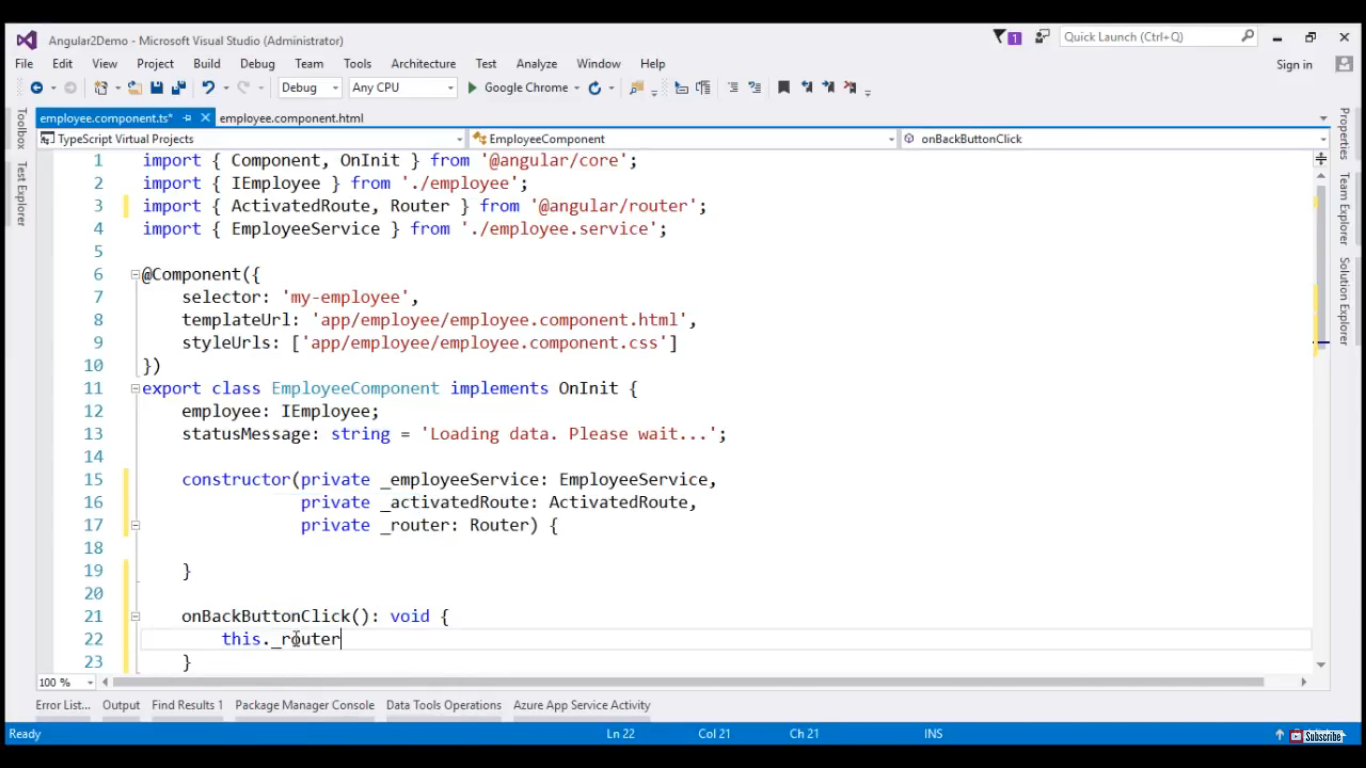 Angular2Demo - Microsoft Visual Studio (Administrator)
1
Quick Launch (Ctrl+Q)
File Edit View Project Build Debug Team Tools Architecture Test Analyze Window Help
Sign in
Debug Any CPU Google Chrome
employee.component.ts* employee.component.html
TypeScript Virtual Projects EmployeeComponent onBackButtonClick
Toolbox
Test Explorer
Properties
Team Explorer
Solution Explorer
1 import { Component, OnInit } from '@angular/core';
2 import { IEmployee } from './employee';
3 import { ActivatedRoute, Router } from '@angular/router';
4 import { EmployeeService } from './employee.service';
5
6 @Component({
7 selector: 'my-employee',
8 templateUrl: 'app/employee/employee.component.html',
9 styleUrls: ['app/employee/employee.component.css']
10 })
11 export class EmployeeComponent implements OnInit {
12 employee: IEmployee;
13 statusMessage: string = 'Loading data. Please wait...';
14
15 constructor(private _employeeService: EmployeeService,
16 private _activatedRoute: ActivatedRoute,
17 private _router: Router) {
18
19 }
20
21 onBackButtonClick(): void {
22 this._router
23 }
100 %
Error List... Output Find Results 1 Package Manager Console Data Tools Operations Azure App Service Activity
Ready Ln 22 Col 21 Ch 21 INS
Subscribe